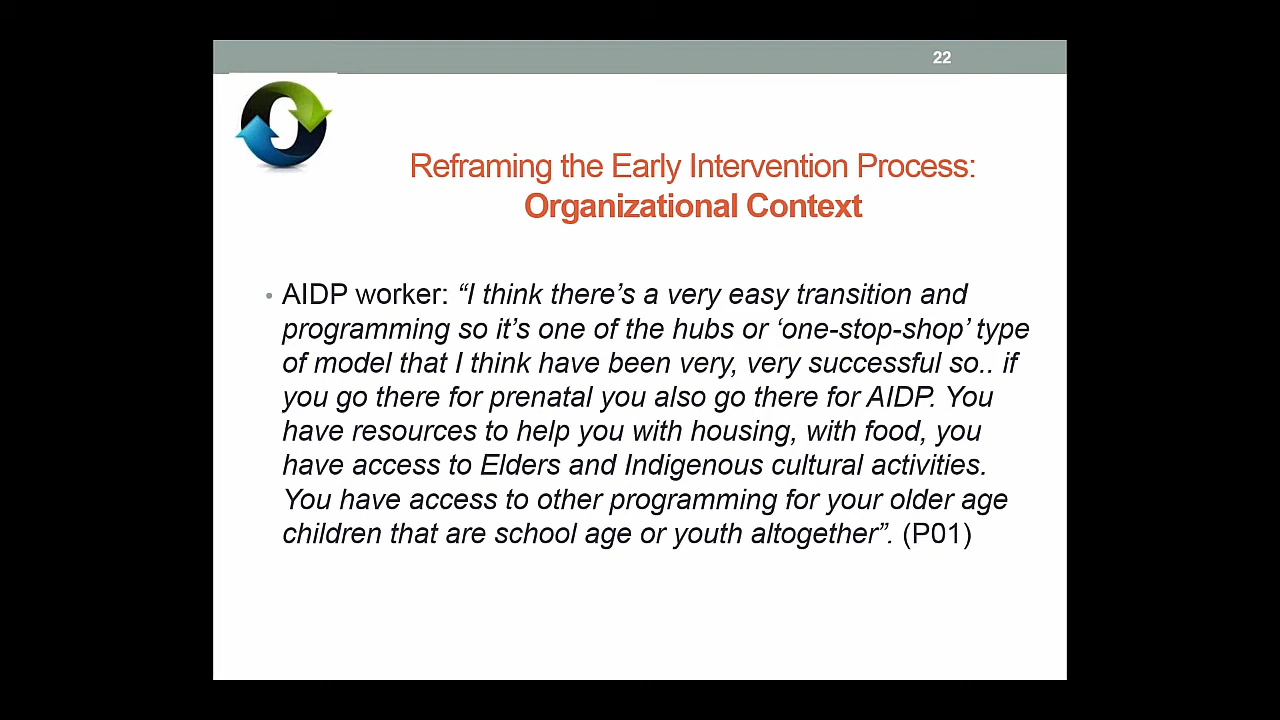 22
Reframing the Early Intervention Process:
Organizational Context
• AIDP worker: “I think there’s a very easy transition and
programming so it’s one of the hubs or ‘one-stop-shop’ type
of model that I think have been very, very successful so.. if
you go there for prenatal you also go there for AIDP. You
have resources to help you with housing, with food, you
have access to Elders and Indigenous cultural activities.
You have access to other programming for your older age
children that are school age or youth altogether”. (P01)